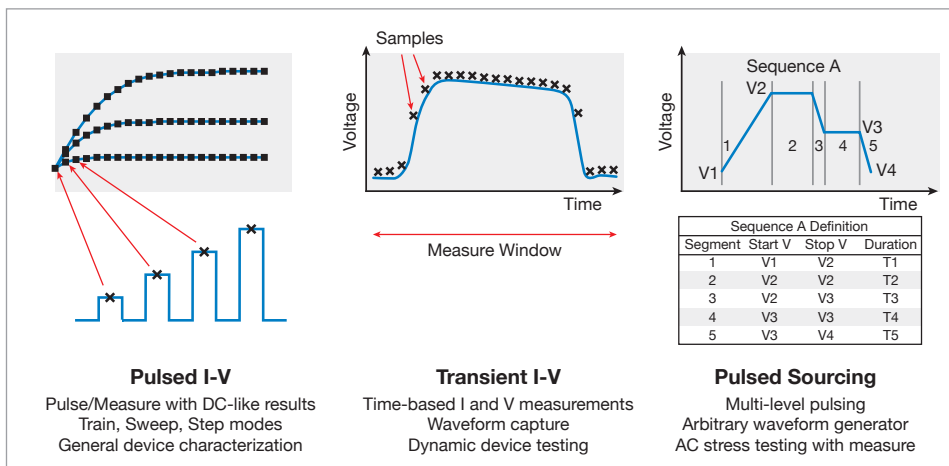 Samples
Voltage
Time
Measure Window
Sequence A
Voltage
V1
V2
V3
V4
1
2
3
4
5
Time
Sequence A Definition
Segment Start V Stop V Duration
1 V1 V2 T1
2 V2 V2 T2
3 V2 V3 T3
4 V3 V3 T4
5 V3 V4 T5
Pulsed I-V
Pulse/Measure with DC-like results
Train, Sweep, Step modes
General device characterization
Transient I-V
Time-based I and V measurements
Waveform capture
Dynamic device testing
Pulsed Sourcing
Multi-level pulsing
Arbitrary waveform generator
AC stress testing with measure